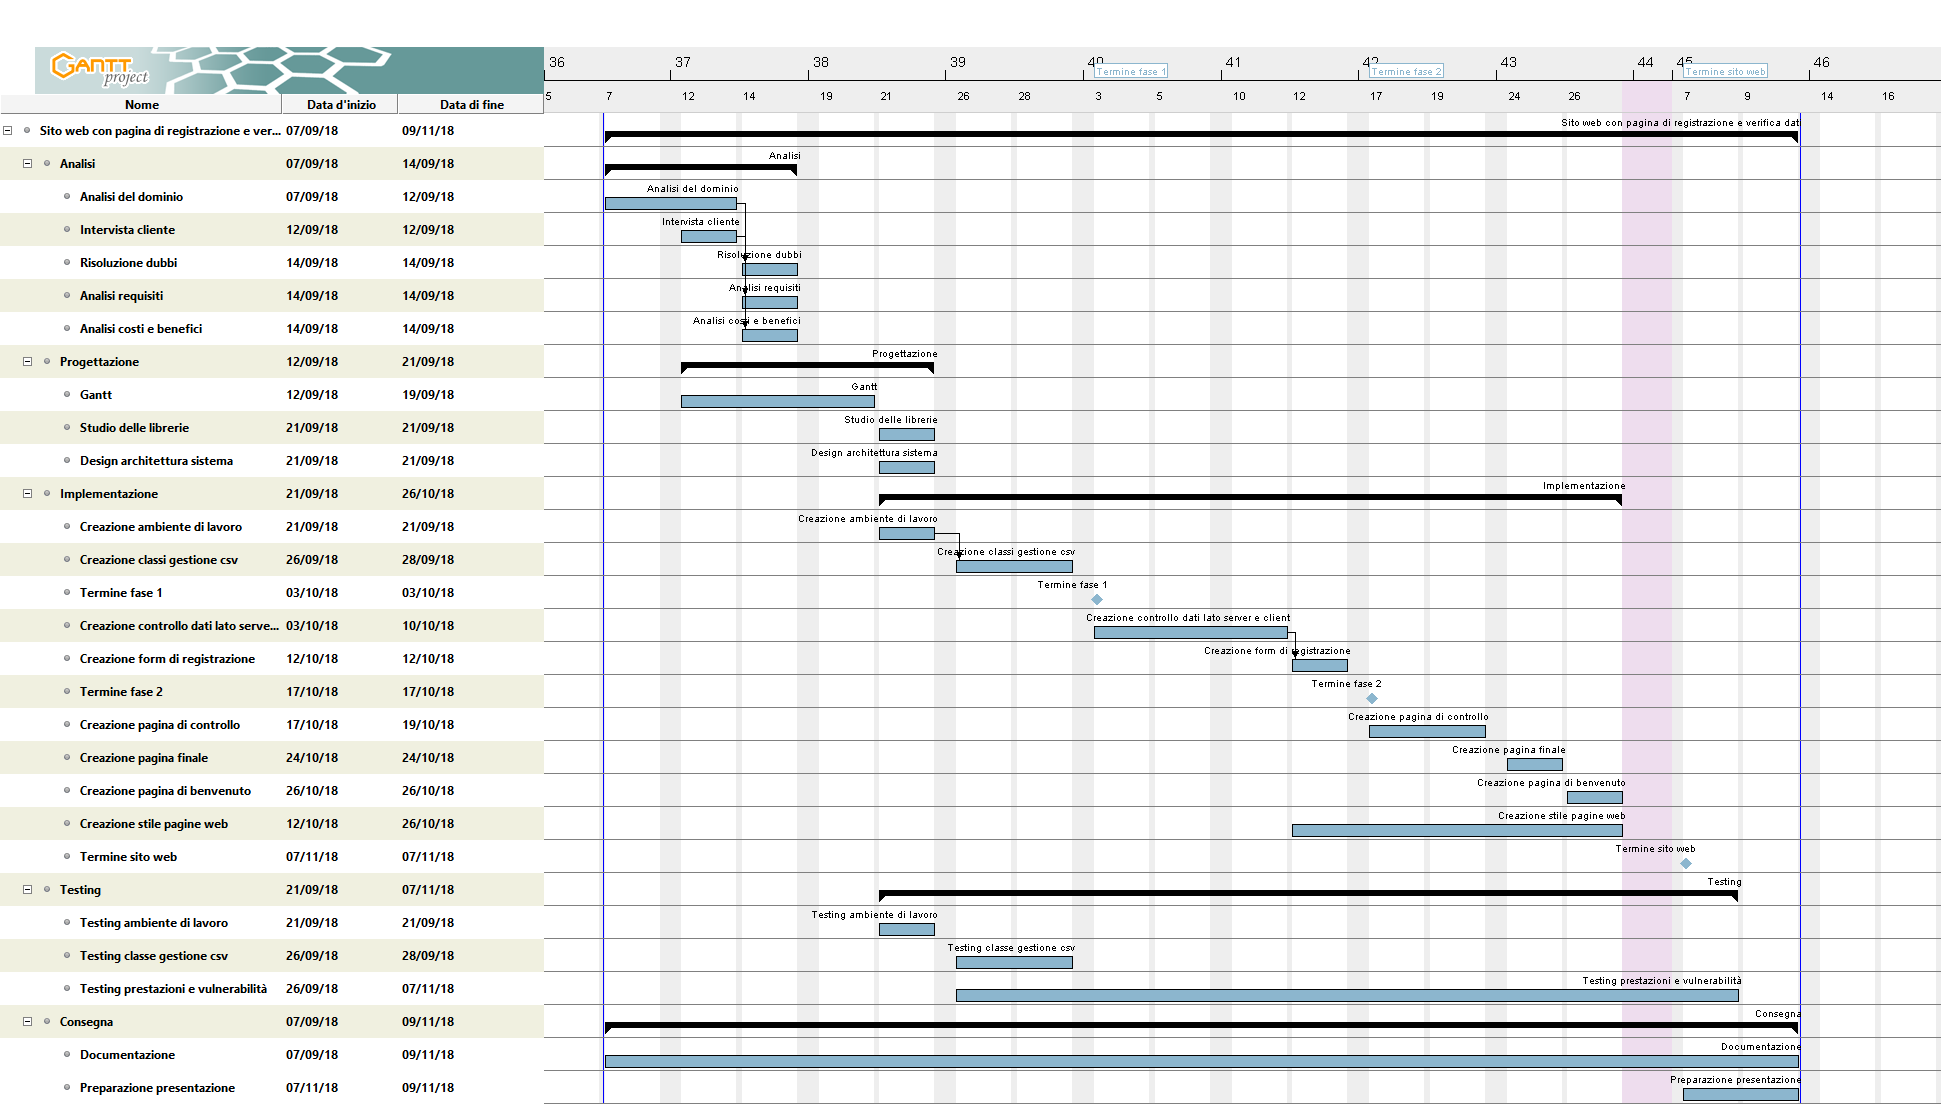 GANTT
project
36 37 38 39 40 41 42 43 44 45 46
Termine fase 1 Termine fase 2 Termine sito web
5 7 12 14 19 21 26 28 3 5 10 12 17 19 24 26 7 9 14 16
Nome Data d'inizio Data di fine
Sito web con pagina di registrazione e ver... 07/09/18 09/11/18 Sito web con pagina di registrazione e verifica dat
Analisi 07/09/18 14/09/18 Analisi
Analisi del dominio 07/09/18 12/09/18 Analisi del dominio
Intervista cliente 12/09/18 12/09/18 Intervista cliente
Risoluzione dubbi 14/09/18 14/09/18 Risoluzione dubbi
Analisi requisiti 14/09/18 14/09/18 Analisi requisiti
Analisi costi e benefici 14/09/18 14/09/18 Analisi costi e benefici
Progettazione 12/09/18 21/09/18 Progettazione
Gantt 12/09/18 19/09/18 Gantt
Studio delle librerie 21/09/18 21/09/18 Studio delle librerie
Design architettura sistema 21/09/18 21/09/18 Design architettura sistema
Implementazione 21/09/18 26/10/18 Implementazione
Creazione ambiente di lavoro 21/09/18 21/09/18 Creazione ambiente di lavoro
Creazione classi gestione csv 26/09/18 28/09/18 Creazione classi gestione csv
Termine fase 1 03/10/18 03/10/18 Termine fase 1
Creazione controllo dati lato serve... 03/10/18 10/10/18 Creazione controllo dati lato server e client
Creazione form di registrazione 12/10/18 12/10/18 Creazione form di registrazione
Termine fase 2 17/10/18 17/10/18 Termine fase 2
Creazione pagina di controllo 17/10/18 19/10/18 Creazione pagina di controllo
Creazione pagina finale 24/10/18 24/10/18 Creazione pagina finale
Creazione pagina di benvenuto 26/10/18 26/10/18 Creazione pagina di benvenuto
Creazione stile pagine web 12/10/18 26/10/18 Creazione stile pagine web
Termine sito web 07/11/18 07/11/18 Termine sito web
Testing 21/09/18 07/11/18 Testing
Testing ambiente di lavoro 21/09/18 21/09/18 Testing ambiente di lavoro
Testing classe gestione csv 26/09/18 28/09/18 Testing classe gestione csv
Testing prestazioni e vulnerabilità 26/09/18 07/11/18 Testing prestazioni e vulnerabilità
Consegna 07/09/18 09/11/18 Consegna
Documentazione 07/09/18 09/11/18 Documentazione
Preparazione presentazione 07/11/18 09/11/18 Preparazione presentazione